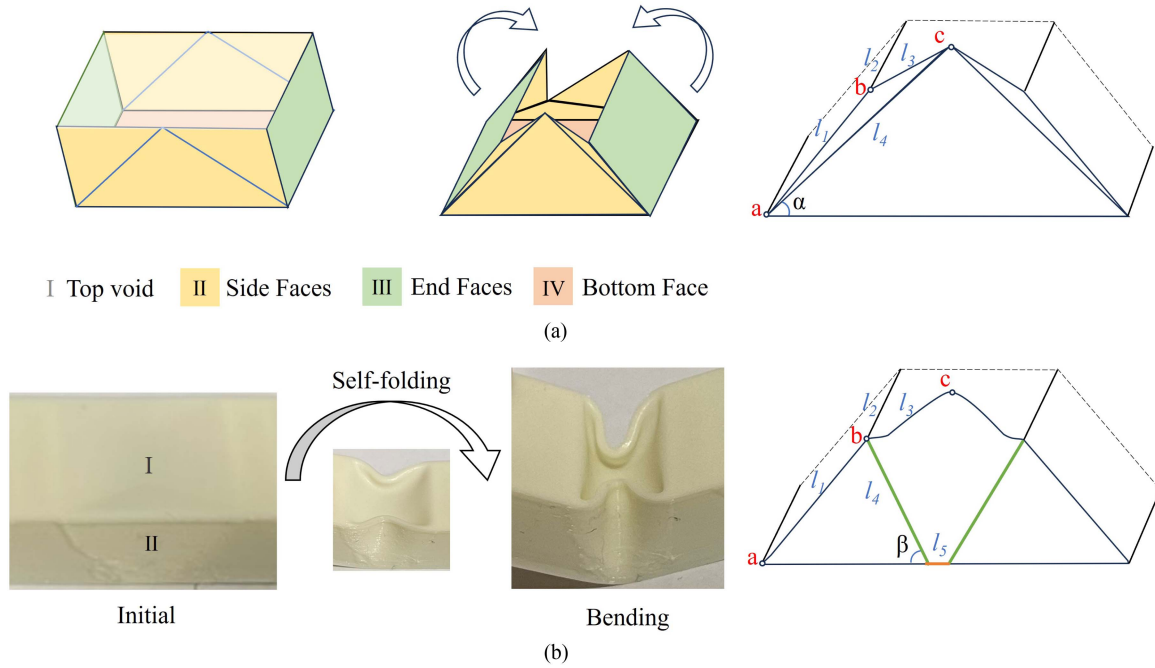 c
l₂
l₃
b
l₁
l₄
a
α
I Top void
II Side Faces
III End Faces
IV Bottom Face
(a)
Self-folding
I
II
Initial
Bending
c
l₂
l₃
b
l₁
l₄
β
l₅
a
(b)